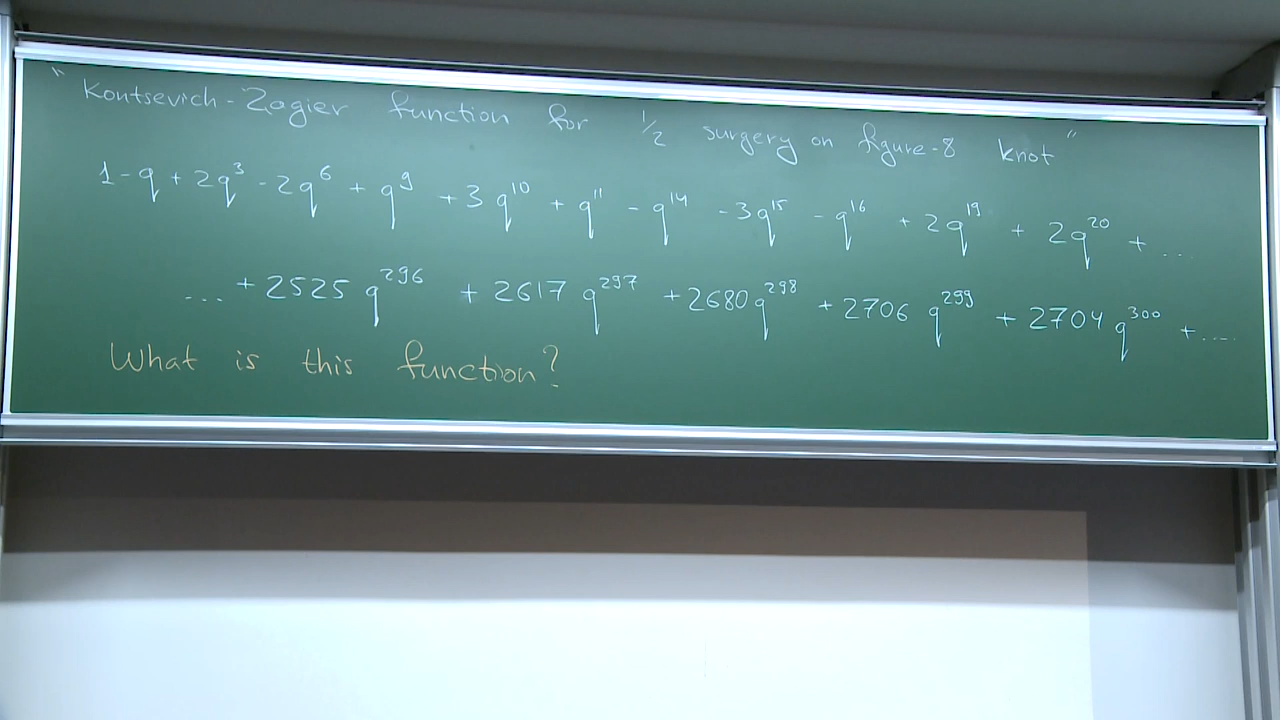 "Kontsevich-Zagier function for 1/2 surgery on figure-8 knot"
1 - q + 2q^3 - 2q^6 + q^9 + 3q^10 + q^11 - q^14 - 3q^15 - q^16 + 2q^19 + 2q^20 + ...
... + 2525 q^296 + 2617 q^297 + 2680 q^298 + 2706 q^299 + 2704 q^300 + ....
What is this function?